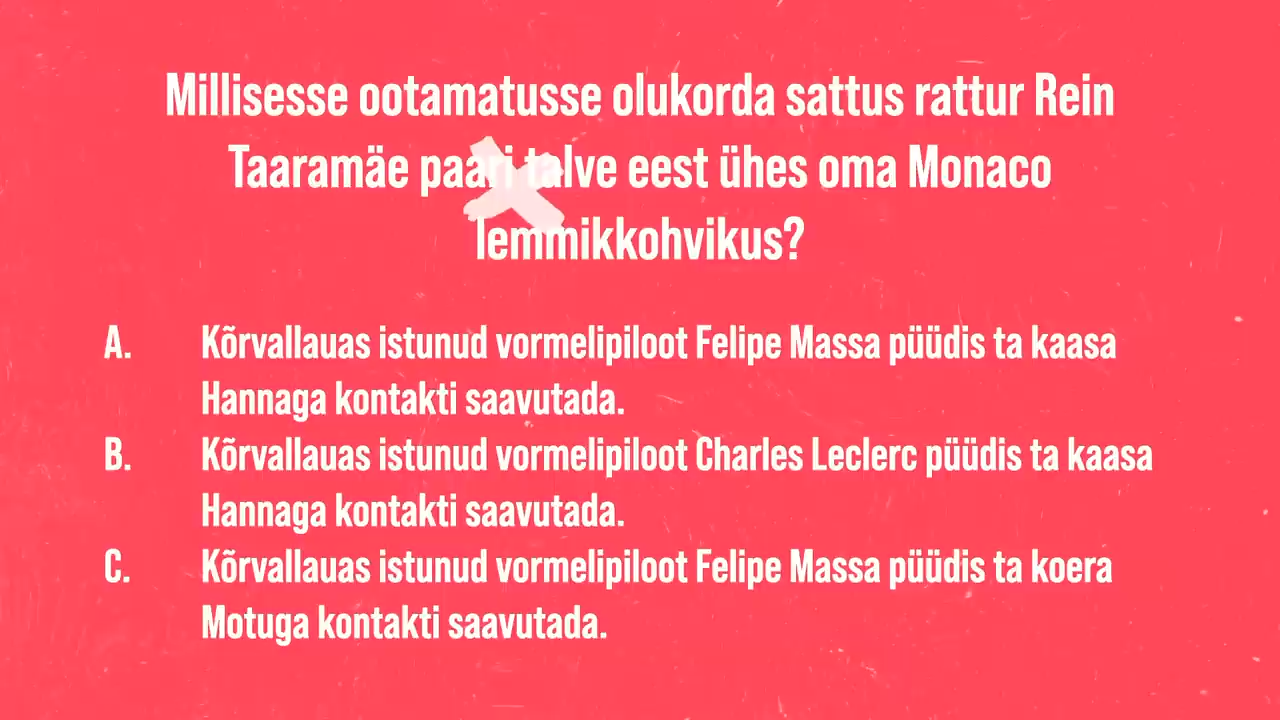 Millisesse ootamatusse olukorda sattus rattur Rein
Taaramäe paari talve eest ühes oma Monaco
lemmikkohvikus?
A. Kõrvallauas istunud vormelipiloot Felipe Massa püüdis ta kaasa
Hannaga kontakti saavutada.
B. Kõrvallauas istunud vormelipiloot Charles Leclerc püüdis ta kaasa
Hannaga kontakti saavutada.
C. Kõrvallauas istunud vormelipiloot Felipe Massa püüdis ta koera
Motuga kontakti saavutada.